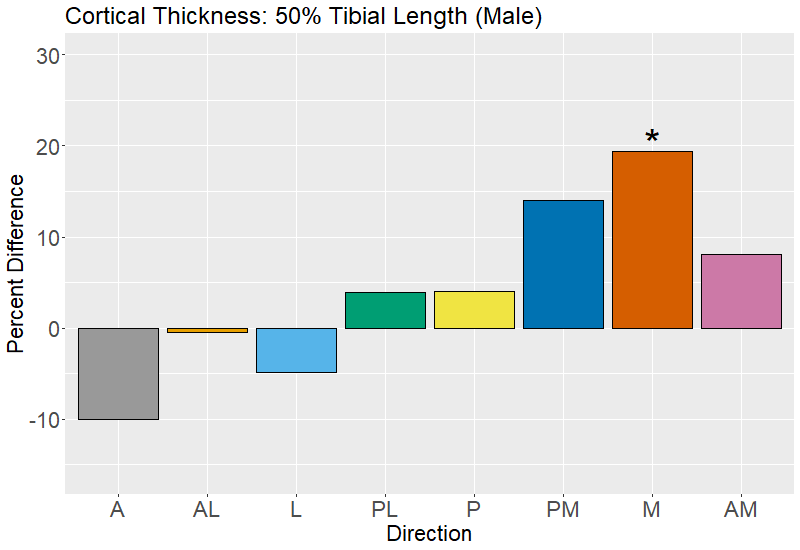 Cortical Thickness: 50% Tibial Length (Male)
30
20
10
0
-10
Percent Difference
*
A AL L PL P PM M AM
Direction